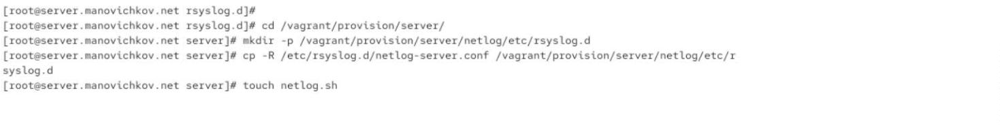 [root@server.manovichkov.net rsyslog.d]#
[root@server.manovichkov.net rsyslog.d]# cd /vagrant/provision/server/
[root@server.manovichkov.net server]# mkdir -p /vagrant/provision/server/netlog/etc/rsyslog.d
[root@server.manovichkov.net server]# cp -R /etc/rsyslog.d/netlog-server.conf /vagrant/provision/server/netlog/etc/r
syslog.d
[root@server.manovichkov.net server]# touch netlog.sh